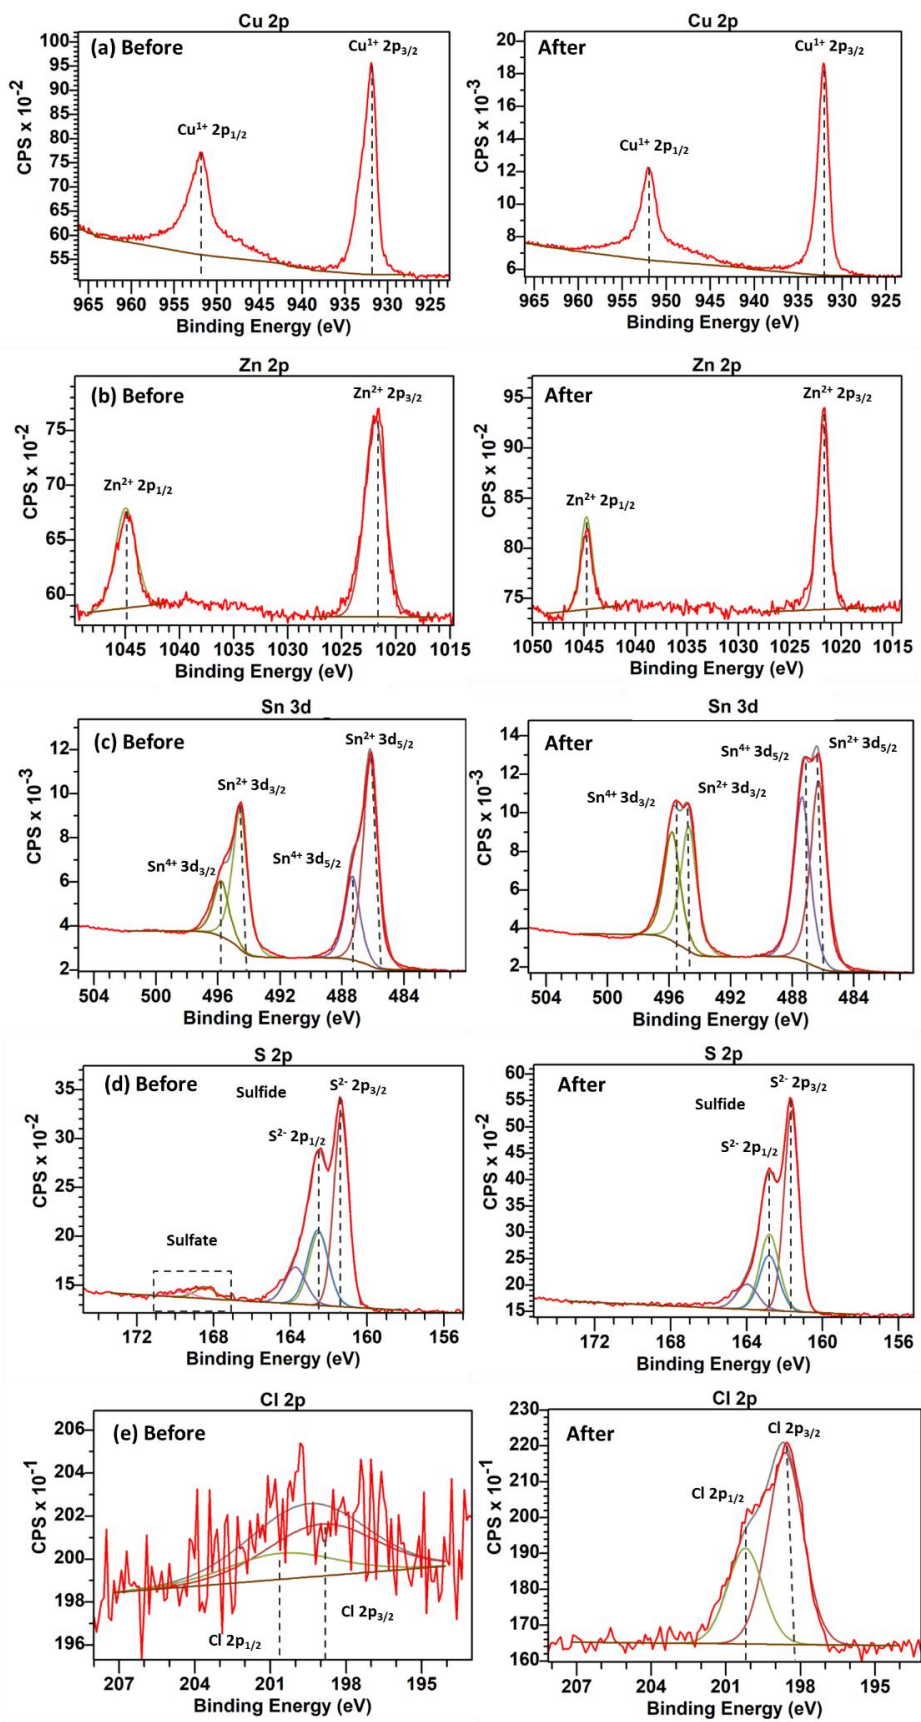 Cu 2p
(a) Before
Cu¹⁺ 2p₃/₂
Cu¹⁺ 2p₁/₂
CPS x 10⁻²
100
95
90
85
80
75
70
65
60
55
965 960 955 950 945 940 935 930 925
Binding Energy (eV)
Cu 2p
After
Cu¹⁺ 2p₃/₂
Cu¹⁺ 2p₁/₂
CPS x 10⁻³
20
18
16
14
12
10
8
6
965 960 955 950 945 940 935 930 925
Binding Energy (eV)
Zn 2p
(b) Before
Zn²⁺ 2p₃/₂
Zn²⁺ 2p₁/₂
CPS x 10⁻²
75
70
65
60
1045 1040 1035 1030 1025 1020 1015
Binding Energy (eV)
After
Zn 2p
Zn²⁺ 2p₃/₂
Zn²⁺ 2p₁/₂
CPS x 10⁻²
95
90
85
80
75
1050 1045 1040 1035 1030 1025 1020 1015
Binding Energy (eV)
Sn 3d
(c) Before
Sn²⁺ 3d₅/₂
Sn²⁺ 3d₃/₂
Sn⁴⁺ 3d₃/₂
Sn⁴⁺ 3d₅/₂
CPS x 10⁻³
12
10
8
6
4
2
504 500 496 492 488 484
Binding Energy (eV)
Sn 3d
After
Sn⁴⁺ 3d₅/₂
Sn²⁺ 3d₅/₂
Sn⁴⁺ 3d₃/₂
Sn²⁺ 3d₃/₂
CPS x 10⁻³
14
12
10
8
6
4
2
504 500 496 492 488 484
Binding Energy (eV)
S 2p
(d) Before
Sulfide
S²⁻ 2p₃/₂
S²⁻ 2p₁/₂
Sulfate
CPS x 10⁻²
35
30
25
20
15
172 168 164 160 156
Binding Energy (eV)
S 2p
After
S²⁻ 2p₃/₂
Sulfide
S²⁻ 2p₁/₂
CPS x 10⁻²
60
55
50
45
40
35
30
25
20
15
172 168 164 160 156
Binding Energy (eV)
Cl 2p
(e) Before
Cl 2p₃/₂
Cl 2p₁/₂
CPS x 10⁻¹
206
204
202
200
198
196
207 204 201 198 195
Binding Energy (eV)
Cl 2p
After
Cl 2p₃/₂
Cl 2p₁/₂
CPS x 10⁻¹
230
220
210
200
190
180
170
160
207 204 201 198 195
Binding Energy (eV)